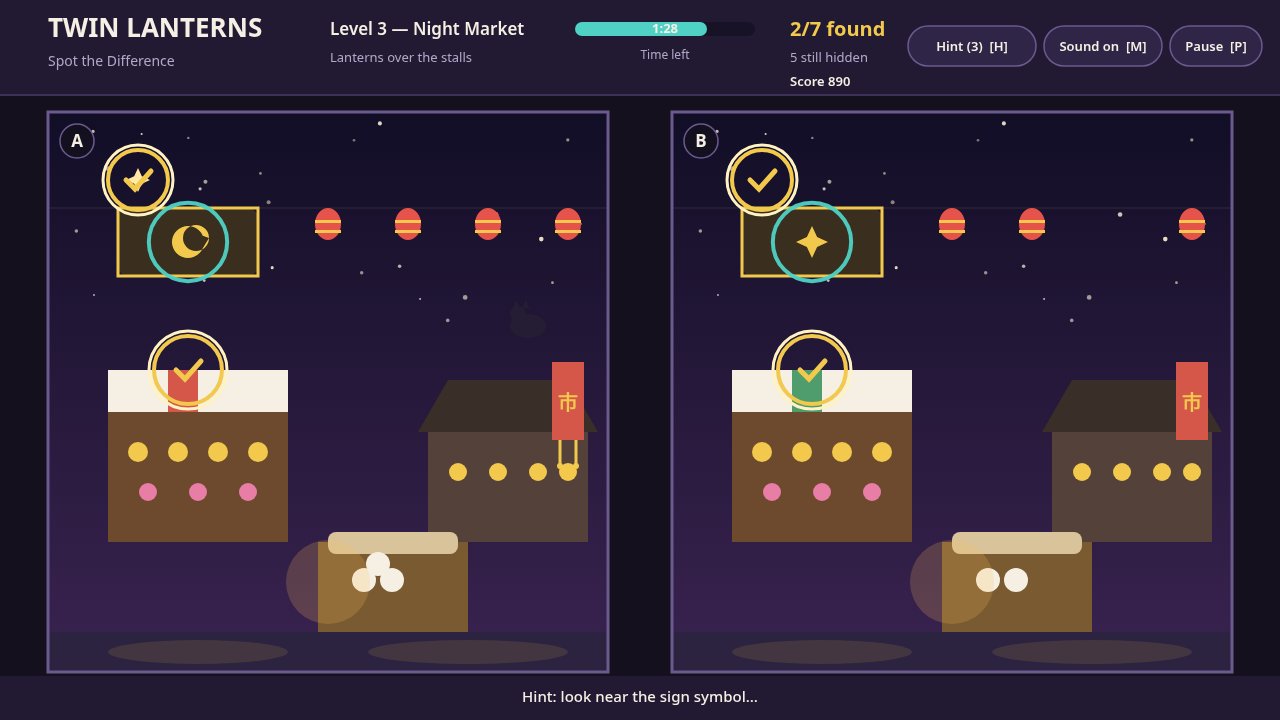 TWIN LANTERNS
Spot the Difference
Level 3 — Night Market
Lanterns over the stalls
1:28
Time left
2/7 found
5 still hidden
Score 890
Hint (3) [H]
Sound on [M]
Pause [P]
A
B
市
市
Hint: look near the sign symbol...